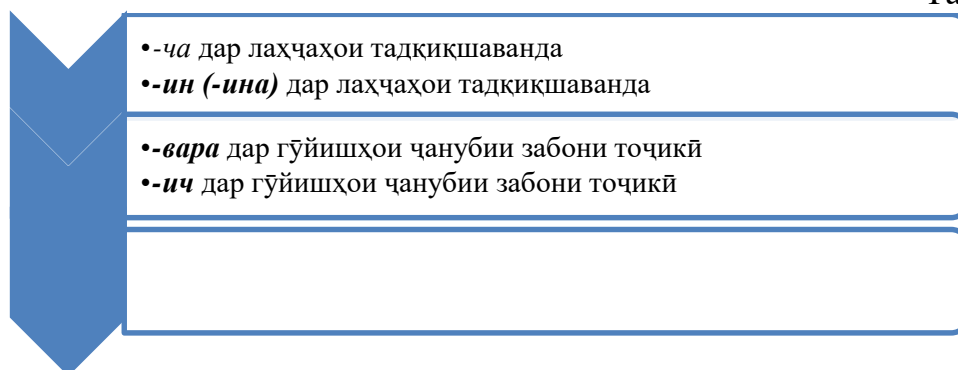 •-ча дар лаҳҷаҳои тадқиқшаванда
•-ин (-ина) дар лаҳҷаҳои тадқиқшаванда
•-вара дар гӯйишҳои ҷанубии забони тоҷикӣ
•-ич дар гӯйишҳои ҷанубии забони тоҷикӣ